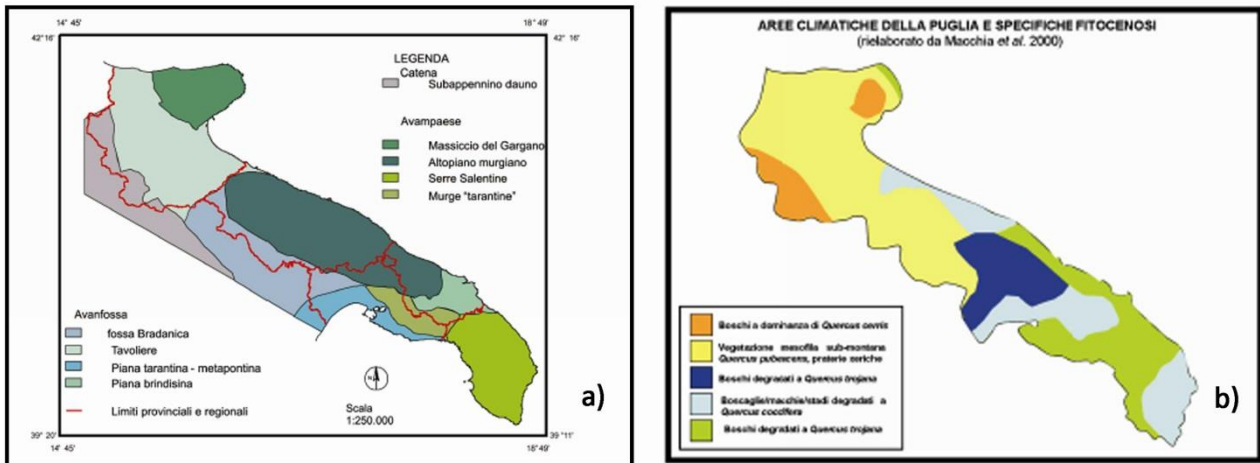 14° 45'
18° 49'
42° 16'
42° 16'
LEGENDA
Catena
Subappennino dauno
Avampaese
Massiccio del Gargano
Altopiano murgiano
Serre Salentine
Murge "tarantine"
Avanfossa
fossa Bradanica
Tavoliere
Piana tarantina - metapontina
Piana brindisina
Limiti provinciali e regionali
N
Scala
1:250.000
a)
39° 20'
39° 11'
14° 45'
18° 49'
AREE CLIMATICHE DELLA PUGLIA E SPECIFICHE FITOCENOSI
(rielaborato da Macchia et al. 2000)
Boschi a dominanza di Quercus cerris
Vegetazione mesofila sub-montana
Quercus pubescens, praterie
Boschi degradati a Quercus trojana
Boscaglie/macchie/stadi degradati a
Quercus coccifera
Boschi degradati a Quercus trojana
b)